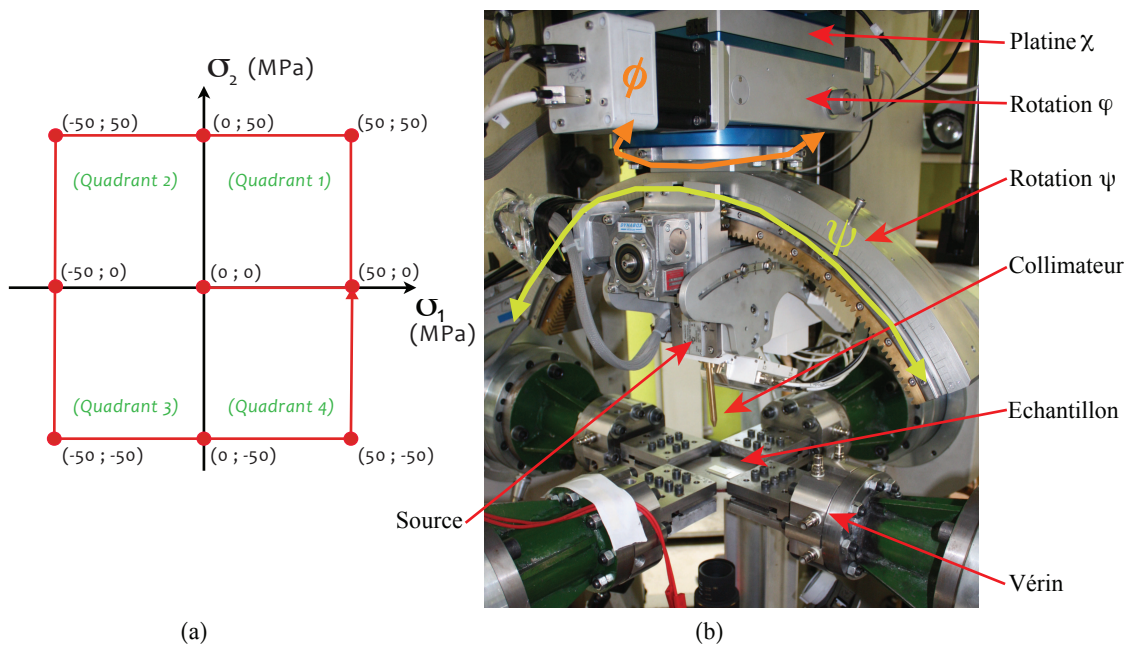 σ₂ (MPa)
(-50 ; 50)
(0 ; 50)
(50 ; 50)
(Quadrant 2)
(Quadrant 1)
(-50 ; 0)
(0 ; 0)
(50 ; 0)
σ₁
(MPa)
(Quadrant 3)
(Quadrant 4)
(-50 ; -50)
(0 ; -50)
(50 ; -50)
(a)
ϕ
ψ
Platine χ
Rotation φ
Rotation ψ
Collimateur
Echantillon
Source
Vérin
(b)